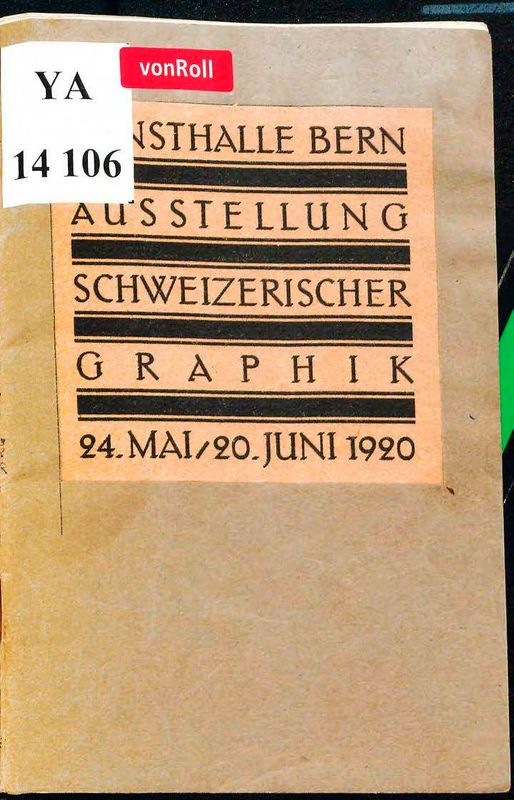 vonRoll
YA
14 106
NSTHALLE BERN
AUSSTELLUNG
SCHWEIZERISCHER
GRAPHIK
24. MAI/20. JUNI 1920